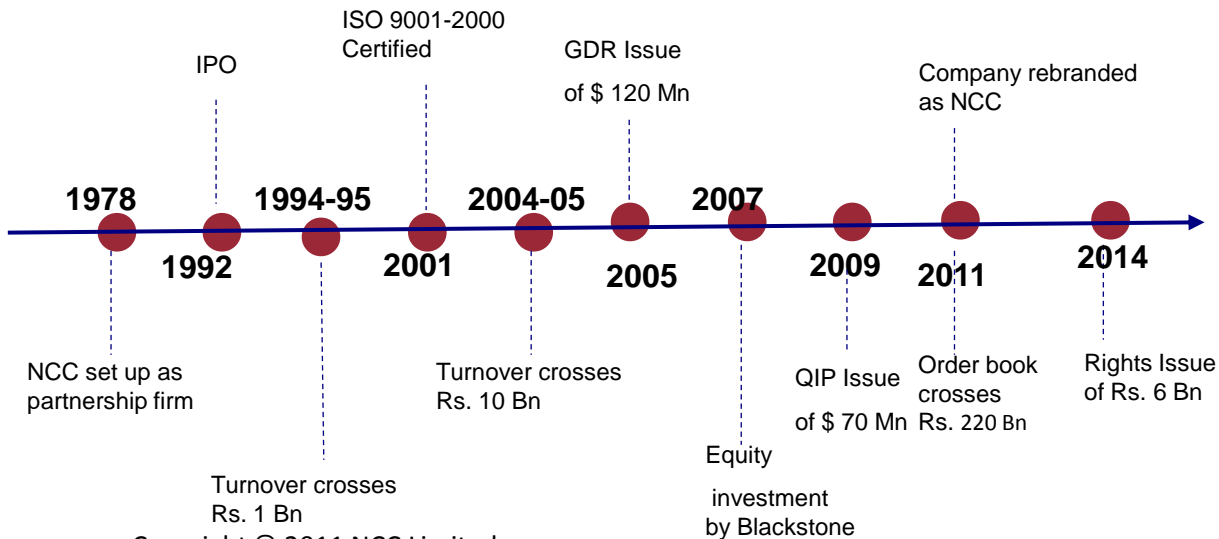 ISO 9001-2000
Certified
IPO
GDR Issue
of $ 120 Mn
Company rebranded
as NCC
1978
1994-95
2004-05
2007
1992
2001
2005
2009
2011
2014
NCC set up as
partnership firm
Turnover crosses
Rs. 10 Bn
QIP Issue
of $ 70 Mn
Order book
crosses
Rs. 220 Bn
Rights Issue
of Rs. 6 Bn
Turnover crosses
Rs. 1 Bn
Equity
investment
by Blackstone
2011 NCC Limited